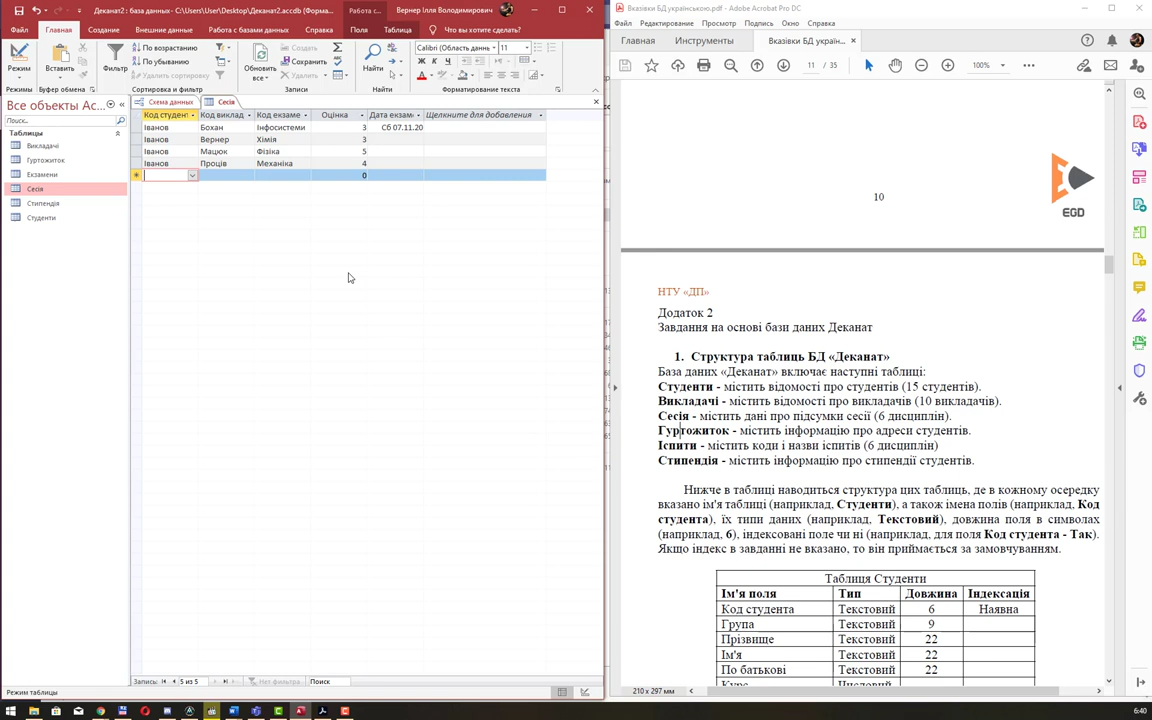 Деканат2 : база данных - C:\Users\User\Desktop\Деканат2.accdb (Форма...
Работа с...
Вернер Ілля Володимирович
Файл
Главная
Создание
Внешние данные
Работа с базами данных
Справка
Поля
Таблица
Что вы хотите сделать?
Режим
Вставить
Фильтр
По возрастанию
По убыванию
Удалить сортировку
Обновить все
Создать
Сохранить
Удалить
Найти
Calibri (Область данн
11
Ж К Ч
Режимы
Буфер обмена
Сортировка и фильтр
Записи
Найти
Форматирование текста
Все объекты Ac...
Поиск...
Таблицы
Викладачі
Гуртожиток
Екзамени
Сесія
Стипендія
Студенти
Схема данных
Сесія
Код студент Код виклад Код екзаме Оцінка Дата екзам Щелкните для добавления
Іванов Бохан Інфосистеми 3 Сб 07.11.20
Іванов Вернер Хімія 3
Іванов Мацюк Фізіка 5
Іванов Проців Механіка 4
0
Запись: 5 из 5 Нет фильтра Поиск
Режим таблицы
Вказівки БД українською.pdf - Adobe Acrobat Pro DC
Файл Редактирование Просмотр Подпись Окно Справка
Главная
Инструменты
Вказівки БД україн...
11 / 35
100%
10
EGD
НТУ «ДП»
Додаток 2
Завдання на основі бази даних Деканат
1. Структура таблиць БД «Деканат»
База даних «Деканат» включає наступні таблиці:
Студенти - містить відомості про студентів (15 студентів).
Викладачі - містить відомості про викладачів (10 викладачів).
Сесія - містить дані про підсумки сесії (6 дисциплін).
Гуртожиток - містить інформацію про адреси студентів.
Іспити - містить коди і назви іспитів (6 дисциплін)
Стипендія - містить інформацію про стипендії студентів.
Нижче в таблиці наводиться структура цих таблиць, де в кожному осередку
вказано ім'я таблиці (наприклад, Студенти), а також імена полів (наприклад, Код
студента), їх типи даних (наприклад, Текстовий), довжина поля в символах
(наприклад, 6), індексовані поле чи ні (наприклад, для поля Код студента - Так).
Якщо індекс в завданні не вказано, то він приймається за замовчуванням.
Таблиця Студенти
Ім'я поля Тип Довжина Індексація
Код студента Текстовий 6 Наявна
Група Текстовий 9
Прізвище Текстовий 22
Ім'я Текстовий 22
По батькові Текстовий 22
Курс Числовий
210 x 297 мм
6:40